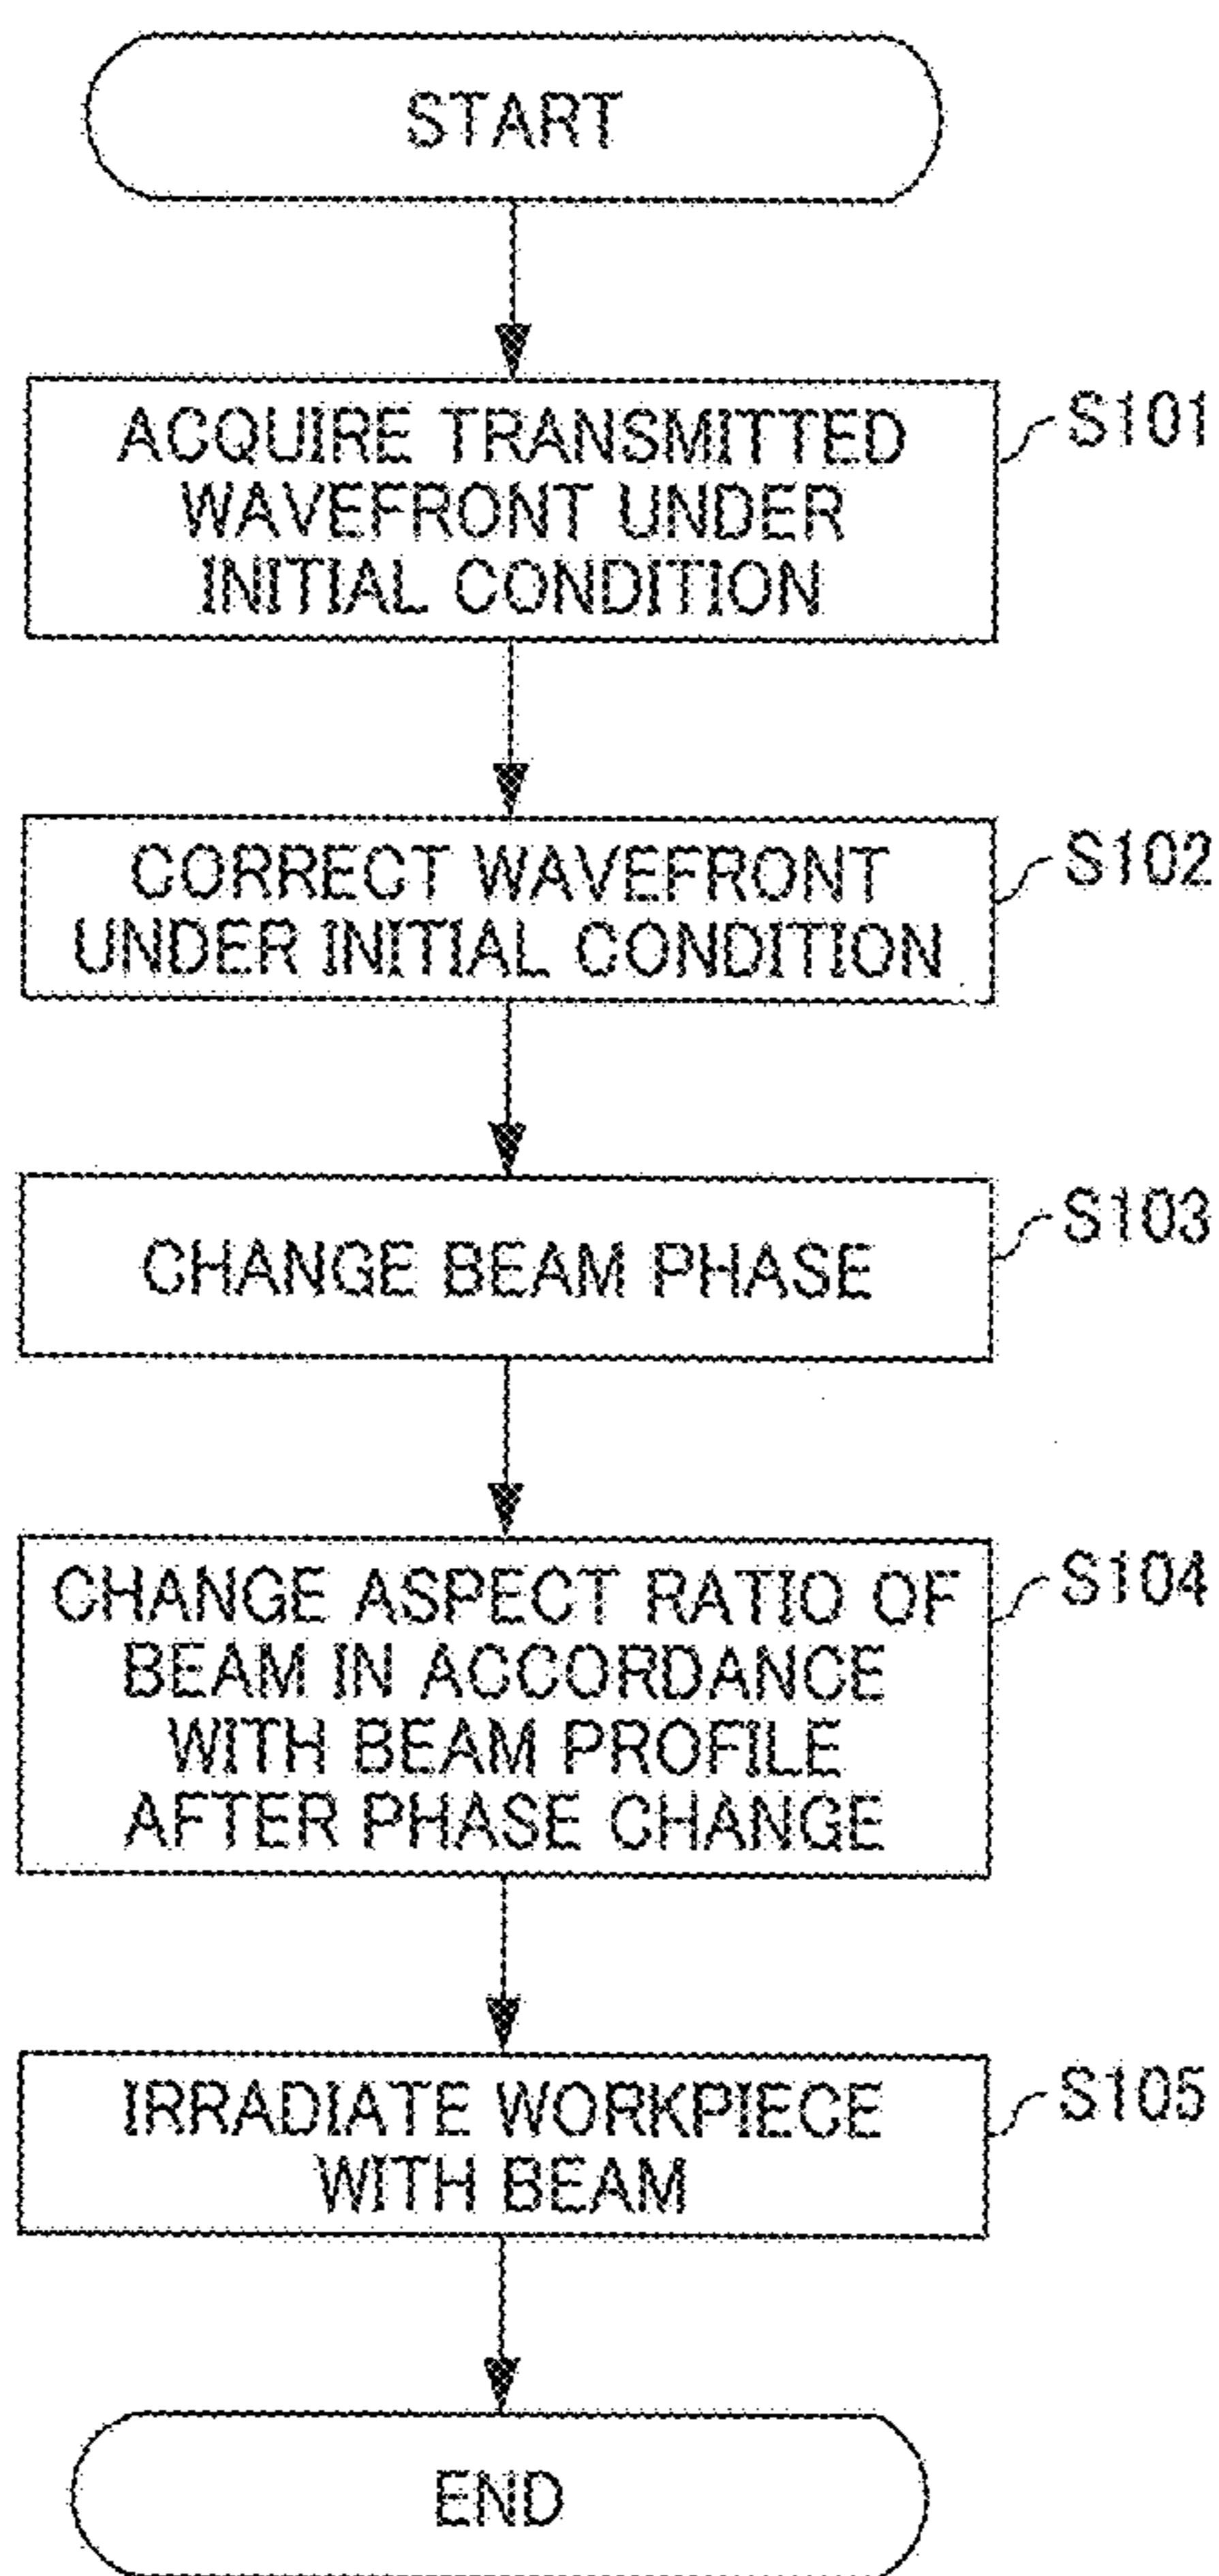 START
ACQUIRE TRANSMITTED
WAVEFRONT UNDER
INITIAL CONDITION
S101
CORRECT WAVEFRONT
UNDER INITIAL CONDITION
S102
CHANGE BEAM PHASE
S103
CHANGE ASPECT RATIO OF
BEAM IN ACCORDANCE
WITH BEAM PROFILE
AFTER PHASE CHANGE
S104
IRRADIATE WORKPIECE
WITH BEAM
S105
END